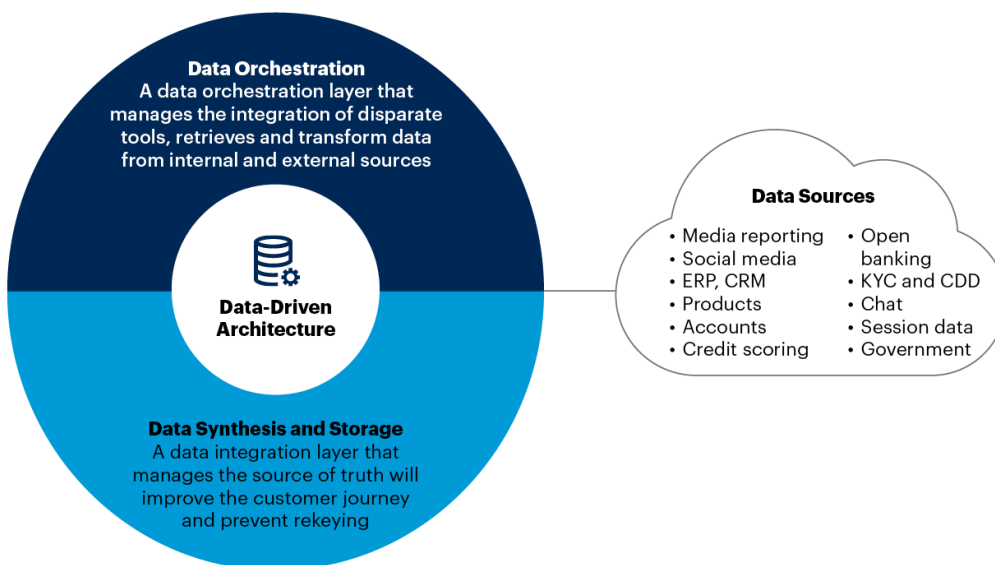 Data Orchestration
A data orchestration layer that
manages the integration of disparate
tools, retrieves and transform data
from internal and external sources
Data-Driven
Architecture
Data Synthesis and Storage
A data integration layer that
manages the source of truth will
improve the customer journey
and prevent rekeying
Data Sources
• Media reporting
• Social media
• ERP, CRM
• Products
• Accounts
• Credit scoring
• Open
banking
• KYC and CDD
• Chat
• Session data
• Government